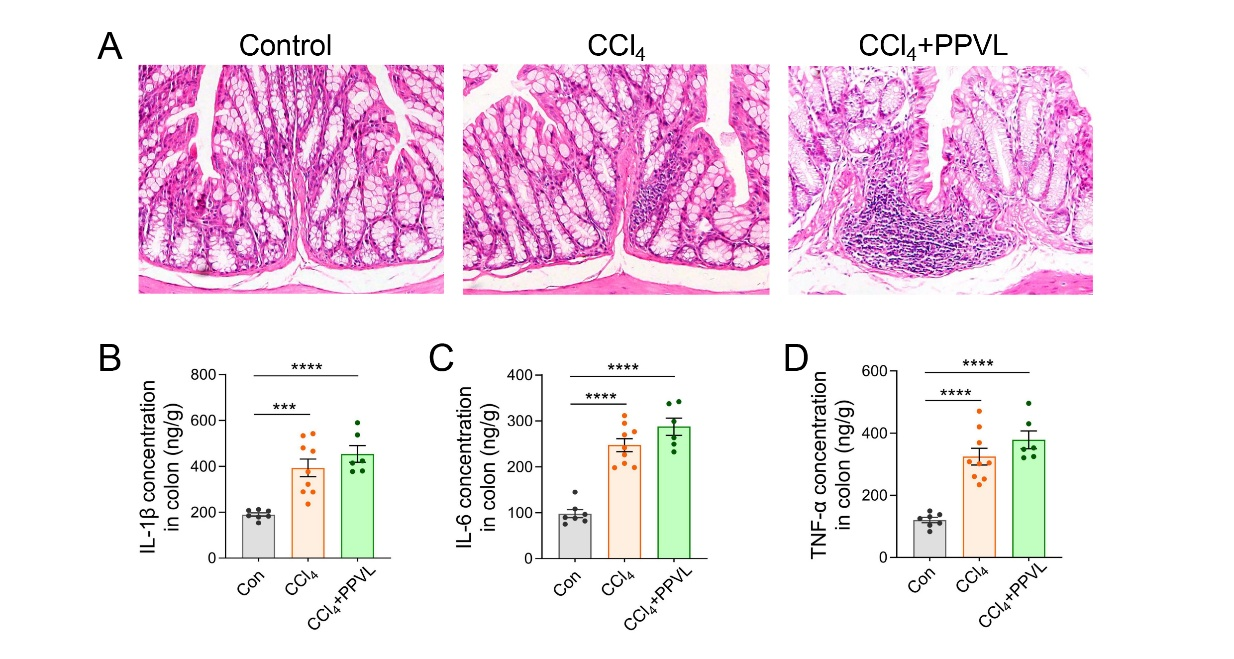 A
Control
CCl₄
CCl₄+PPVL
B
IL-1β concentration
in colon (ng/g)
800
600
400
200
0
****
***
Con
CCl₄
CCl₄+PPVL
C
IL-6 concentration
in colon (ng/g)
400
300
200
100
0
****
****
Con
CCl₄
CCl₄+PPVL
D
TNF-α concentration
in colon (ng/g)
600
400
200
0
****
****
Con
CCl₄
CCl₄+PPVL